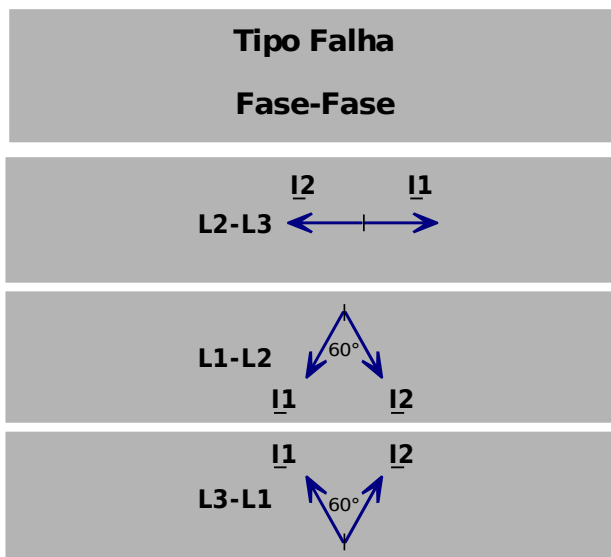 Tipo Falha
Fase-Fase
I2 I1
L2-L3
60°
L1-L2
I1 I2
I1 I2
60°
L3-L1